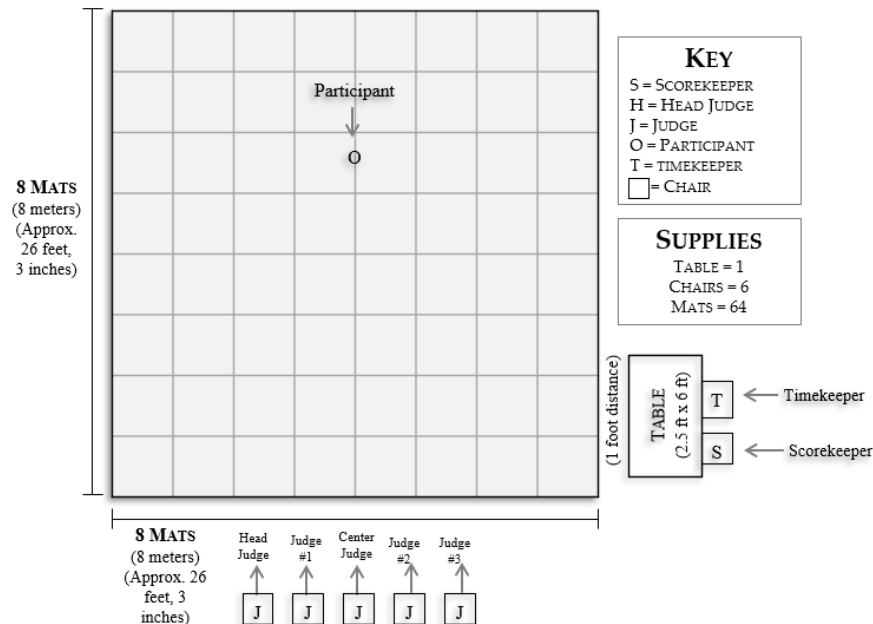 Participant
O
8 MATS
(8 meters)
(Approx.
26 feet,
3 inches)
KEY
S = SCOREKEEPER
H = HEAD JUDGE
J = JUDGE
O = PARTICIPANT
T = TIMEKEEPER
= CHAIR
SUPPLIES
TABLE = 1
CHAIRS = 6
MATS = 64
(1 foot distance)
TABLE
(2.5 ft x 6 ft)
T
Timekeeper
S
Scorekeeper
8 MATS
(8 meters)
(Approx. 26
feet, 3
inches)
Head
Judge
Judge
#1
Center
Judge
Judge
#2
Judge
#3
J
J
J
J
J